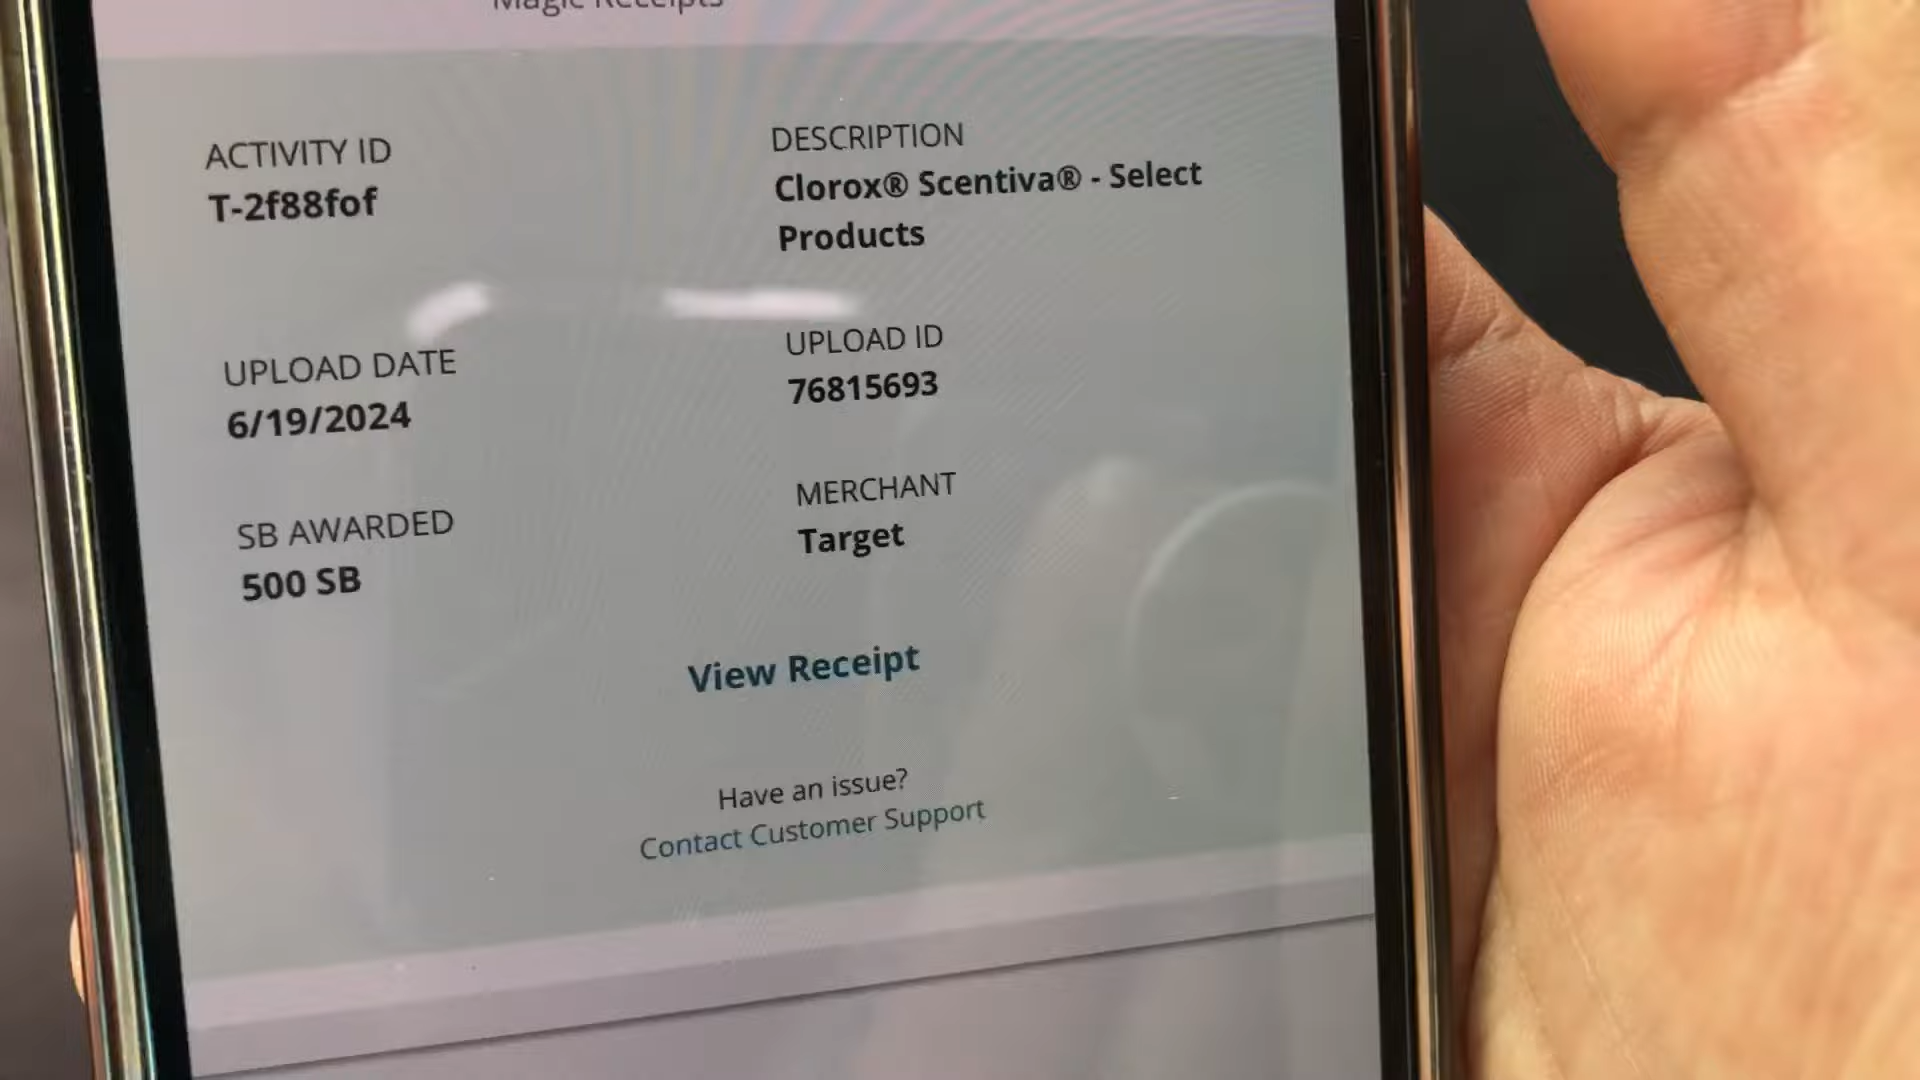 Magic Receipts
ACTIVITY ID
T-2f88fof
DESCRIPTION
Clorox® Scentiva® - Select
Products
UPLOAD DATE
6/19/2024
UPLOAD ID
76815693
SB AWARDED
500 SB
MERCHANT
Target
View Receipt
Have an issue?
Contact Customer Support